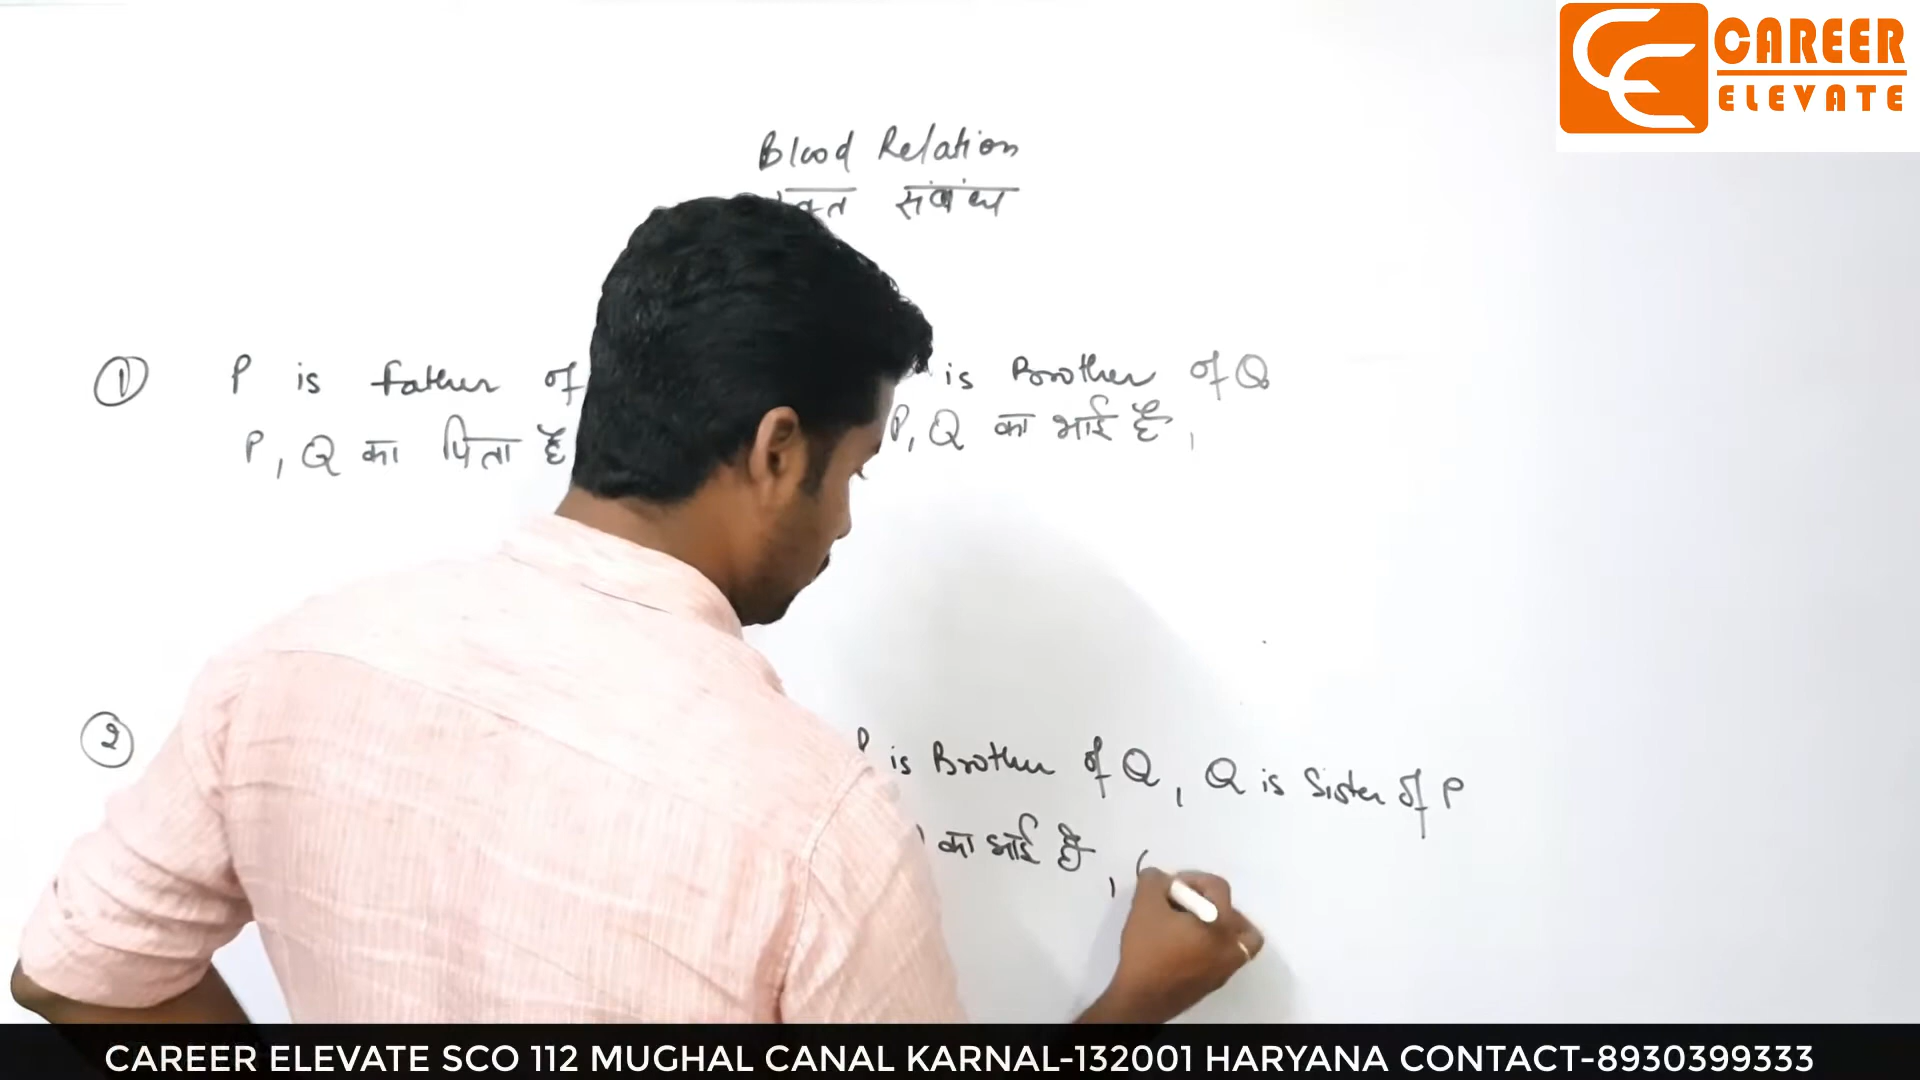 CAREER
ELEVATE
Blood Relation
संबंध
① P is father of is Brother of Q
P, Q का पिता है P, Q का भाई है,
② P is Brother of Q, Q is Sister of P
का भाई है,
CAREER ELEVATE SCO 112 MUGHAL CANAL KARNAL-132001 HARYANA CONTACT-8930399333